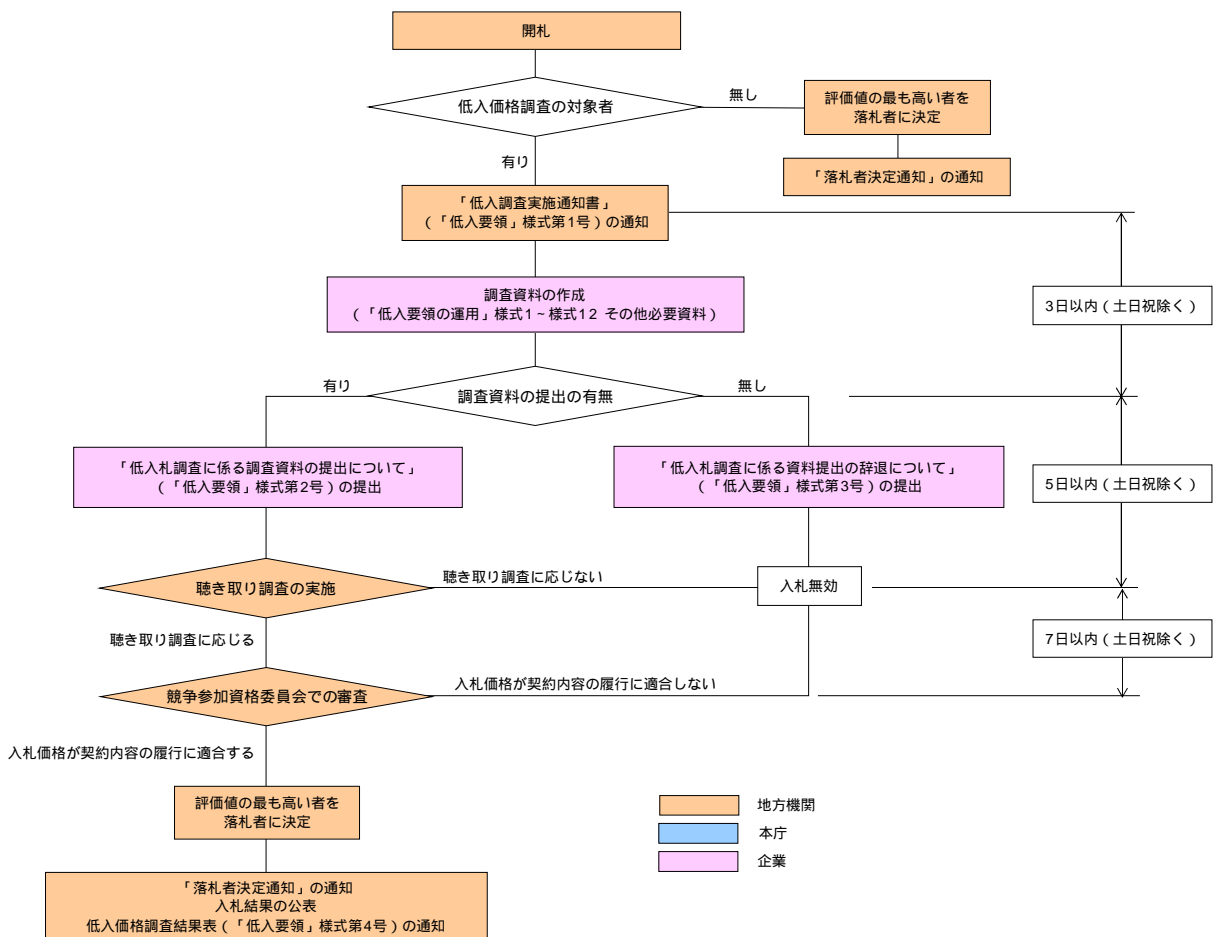 開札
低入価格調査の対象者
無し
評価値の最も高い者を
落札者に決定
有り
「落札者決定通知」の通知
「低入調査実施通知書」
(「低入要領」様式第1号)の通知
調査資料の作成
(「低入要領の運用」様式1~様式12 その他必要資料)
3日以内(土日祝除く)
有り
調査資料の提出の有無
無し
「低入札調査に係る調査資料の提出について」
(「低入要領」様式第2号)の提出
「低入札調査に係る資料提出の辞退について」
(「低入要領」様式第3号)の提出
5日以内(土日祝除く)
聴き取り調査の実施
聴き取り調査に応じない
入札無効
聴き取り調査に応じる
7日以内(土日祝除く)
競争参加資格委員会での審査
入札価格が契約内容の履行に適合しない
入札価格が契約内容の履行に適合する
評価値の最も高い者を
落札者に決定
地方機関
本庁
企業
「落札者決定通知」の通知
入札結果の公表
低入価格調査結果表(「低入要領」様式第4号)の通知